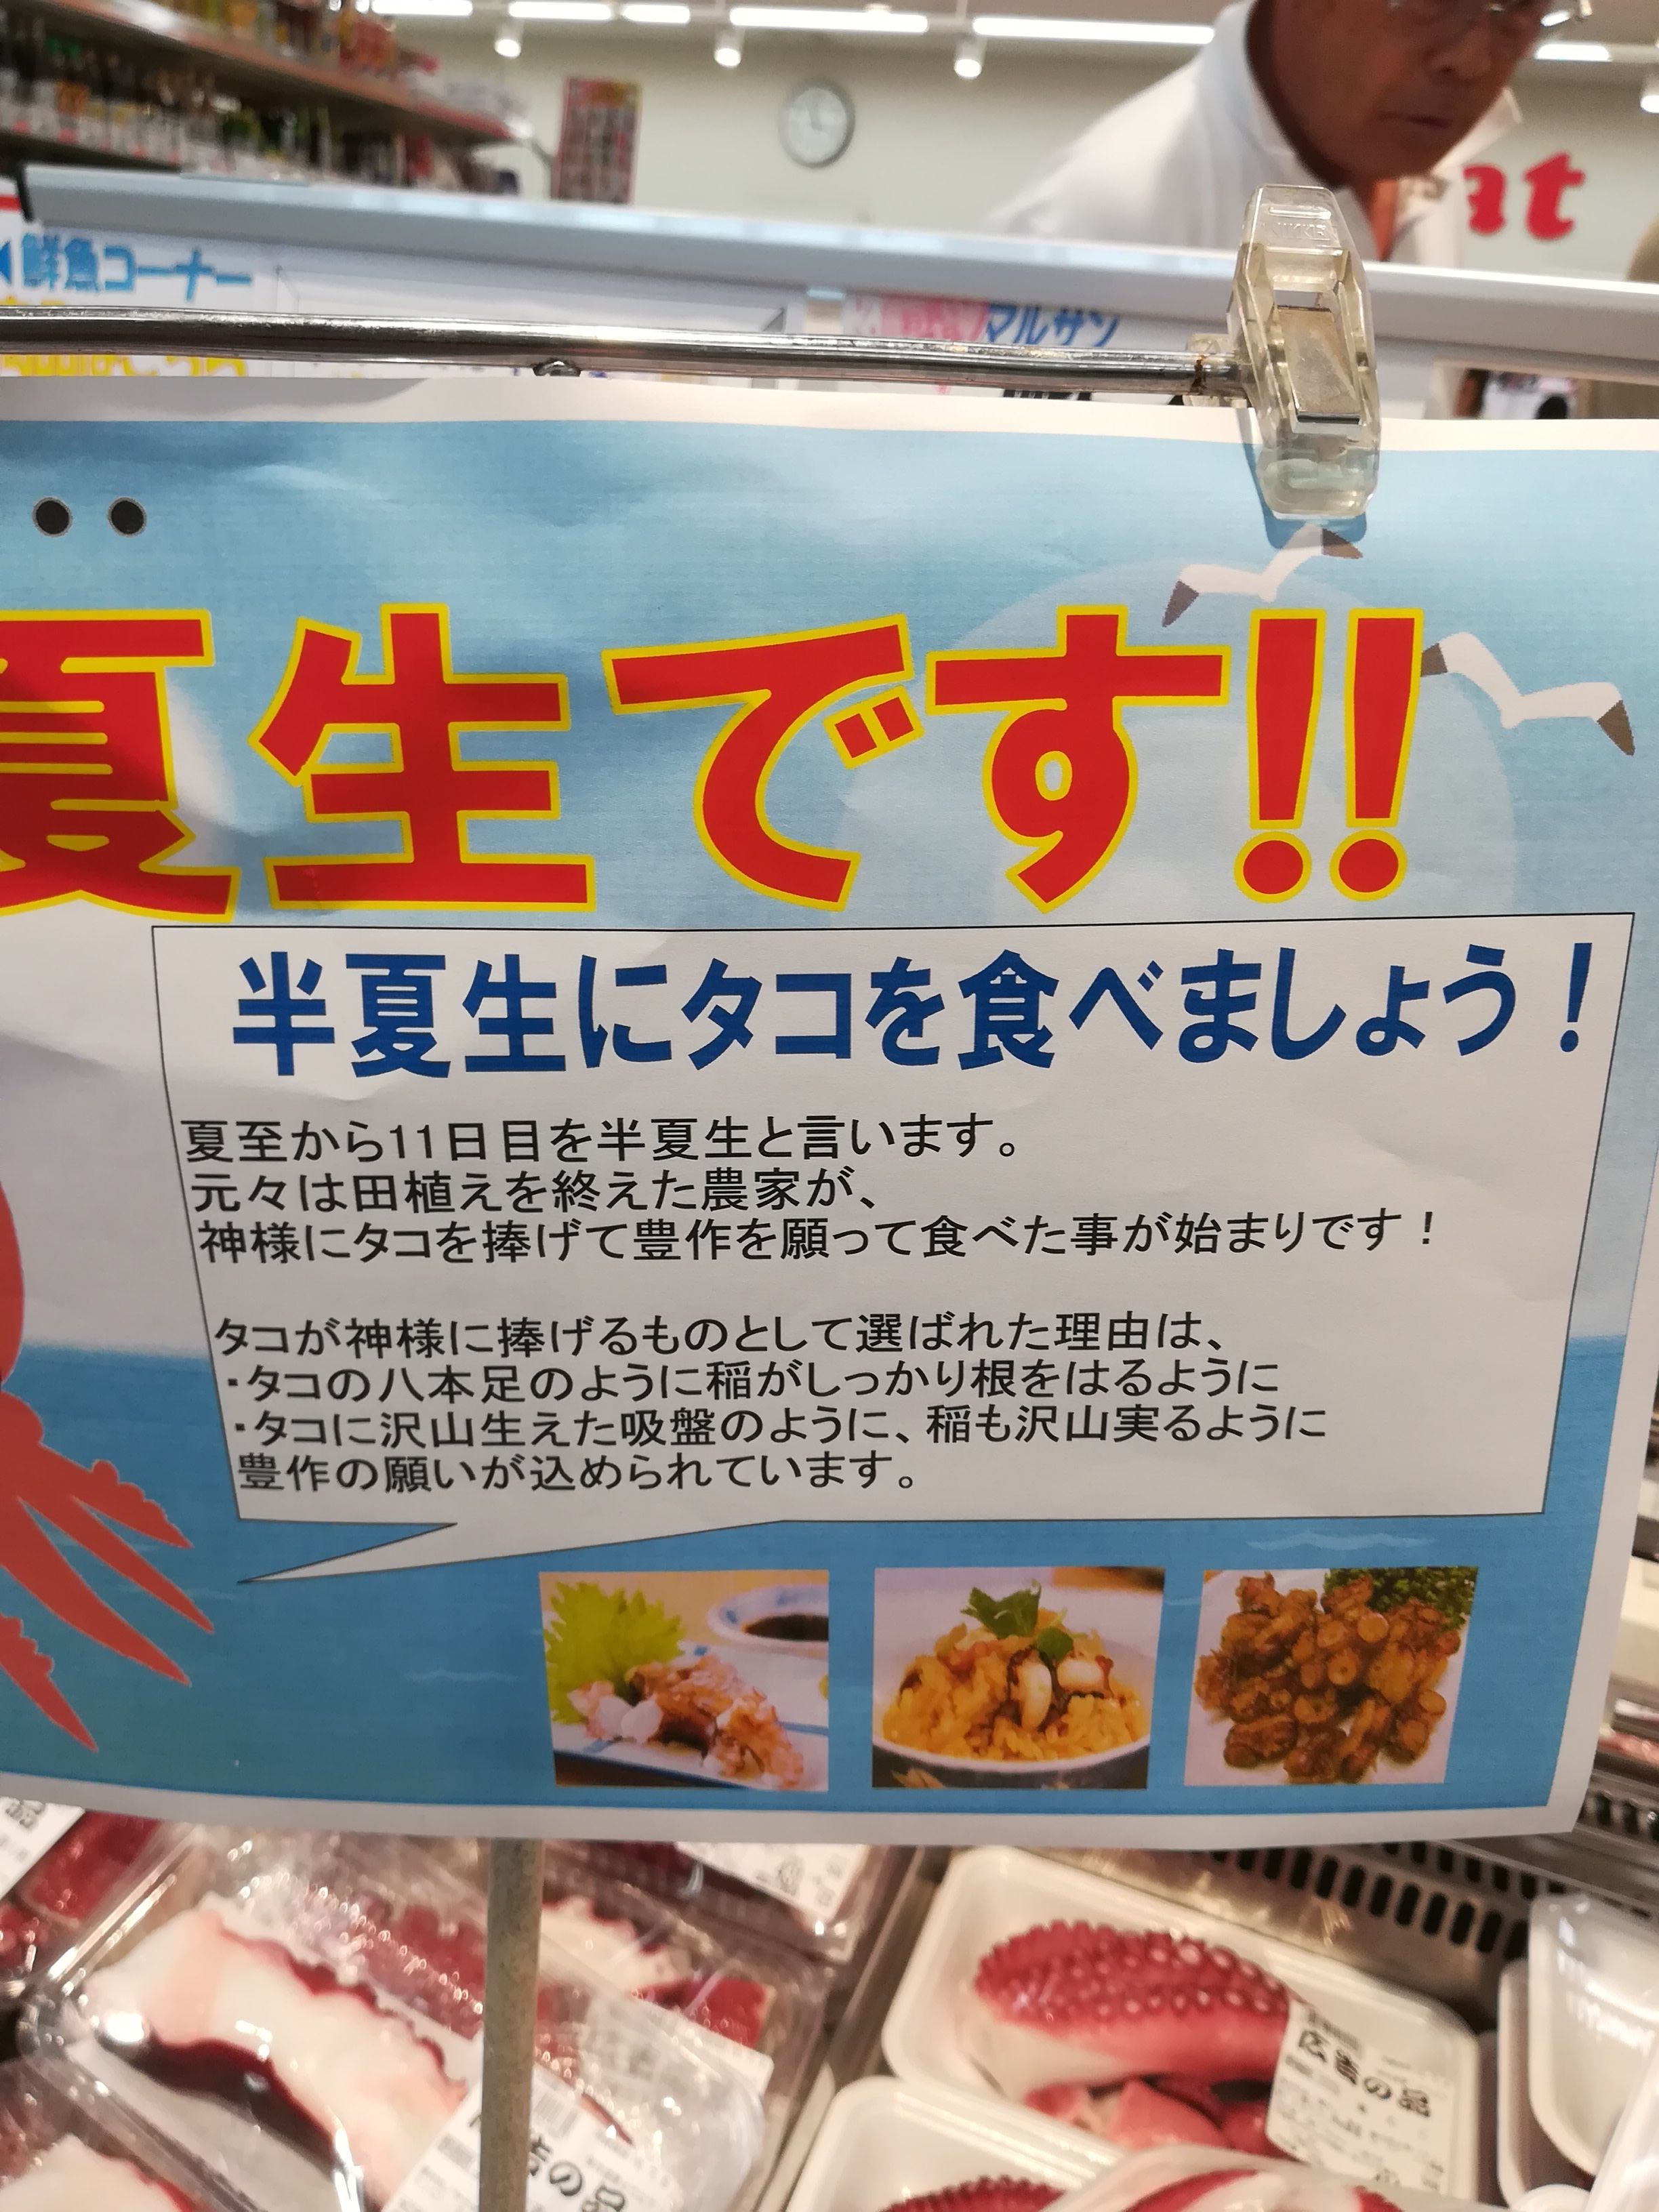 at
鮮魚コーナー
マルサン
夏生です!!
半夏生にタコを食べましょう！
夏至から11日目を半夏生と言います。
元々は田植えを終えた農家が、
神様にタコを捧げて豊作を願って食べた事が始まりです！
タコが神様に捧げるものとして選ばれた理由は、
・タコの八本足のように稲がしっかり根をはるように
・タコに沢山生えた吸盤のように、稲も沢山実るように
豊作の願いが込められています。
広告の品
告の品